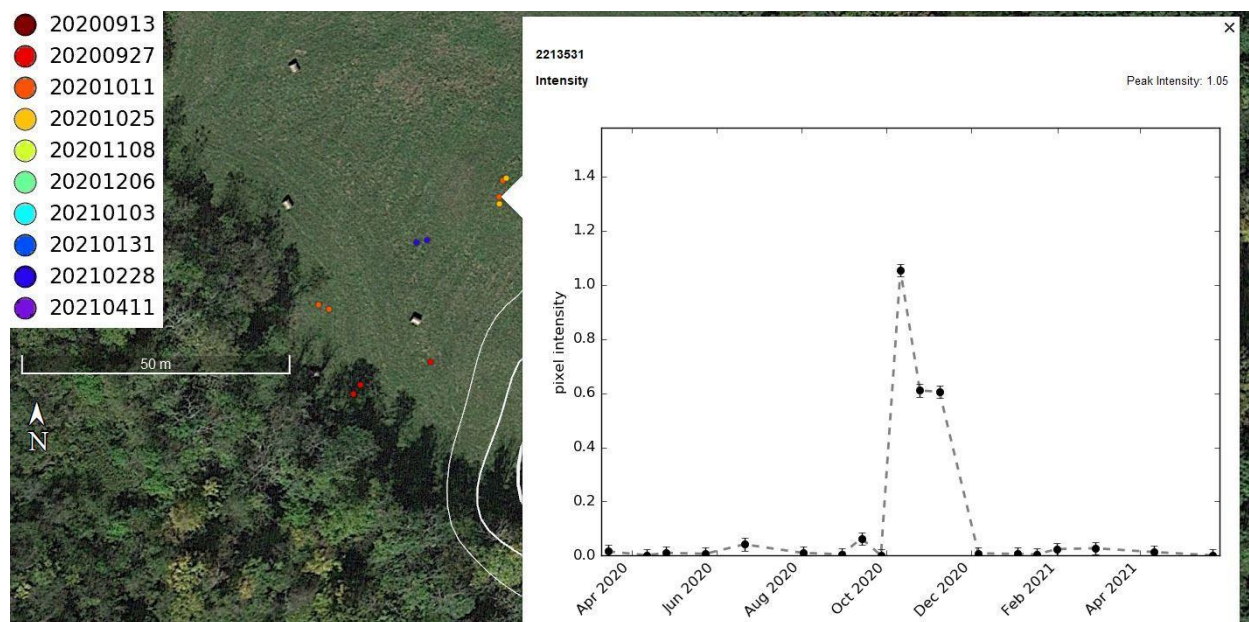 20200913
20200927
20201011
20201025
20201108
20201206
20210103
20210131
20210228
20210411
50 m
N
×
2213531
Intensity
Peak Intensity: 1.05
pixel intensity
1.4
1.2
1.0
0.8
0.6
0.4
0.2
0.0
Apr 2020
Jun 2020
Aug 2020
Oct 2020
Dec 2020
Feb 2021
Apr 2021